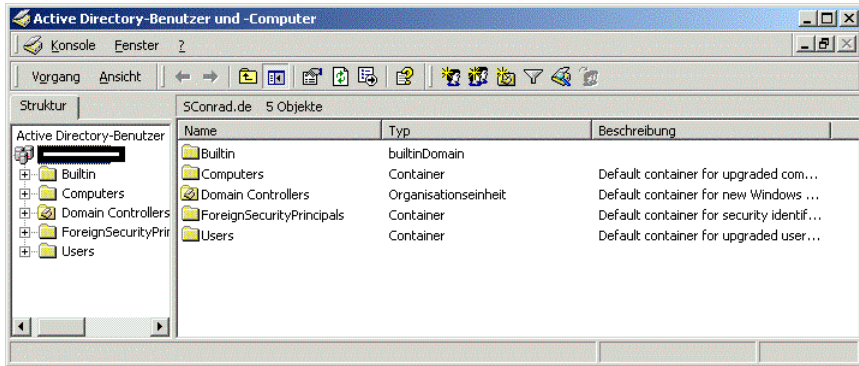 Active Directory-Benutzer und -Computer
Konsole Fenster ?
Vorgang Ansicht
Struktur
SConrad.de 5 Objekte
Active Directory-Benutzer
Builtin
Computers
Domain Controllers
ForeignSecurityPrin
Users
Name Typ Beschreibung
Builtin builtinDomain
Computers Container Default container for upgraded com...
Domain Controllers Organisationseinheit Default container for new Windows ...
ForeignSecurityPrincipals Container Default container for security identif...
Users Container Default container for upgraded user...